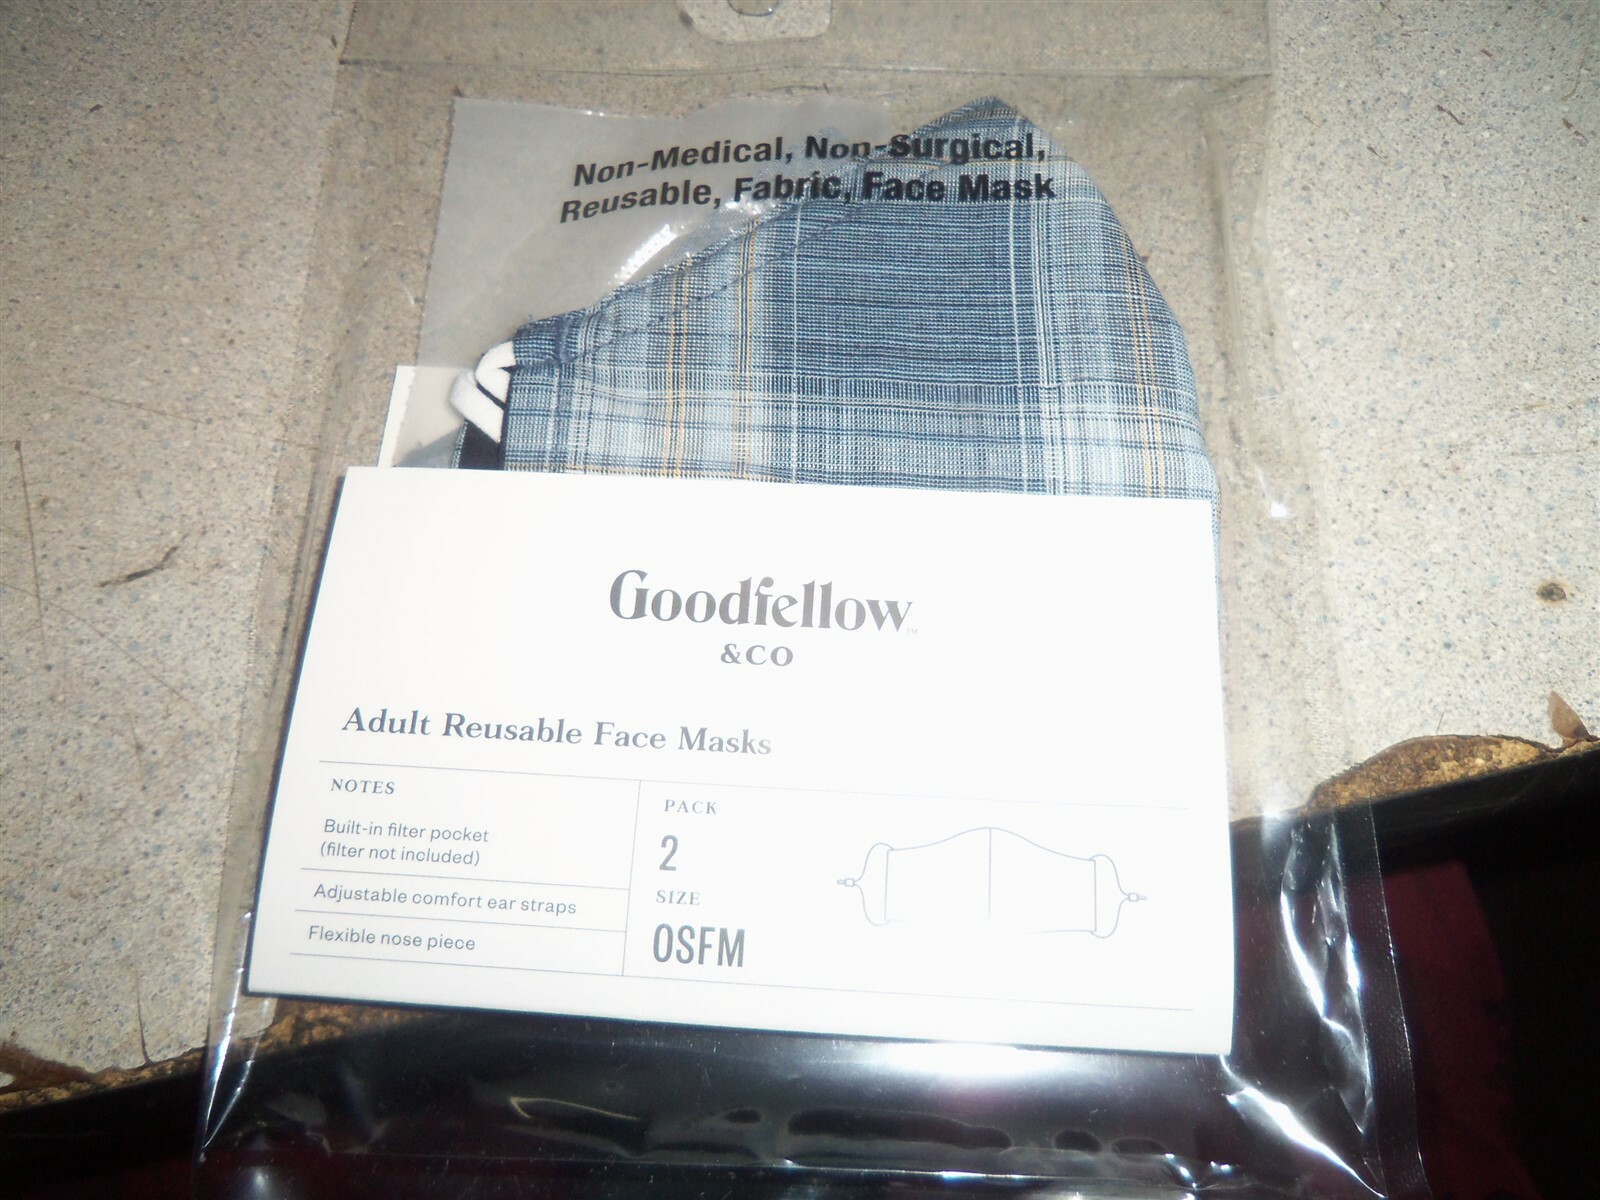 Non-Medical, Non-Surgical,
Reusable, Fabric, Face Mask
Goodfellow™
&CO
Adult Reusable Face Masks
NOTES
Built-in filter pocket
(filter not included)
Adjustable comfort ear straps
Flexible nose piece
PACK
2
SIZE
OSFM